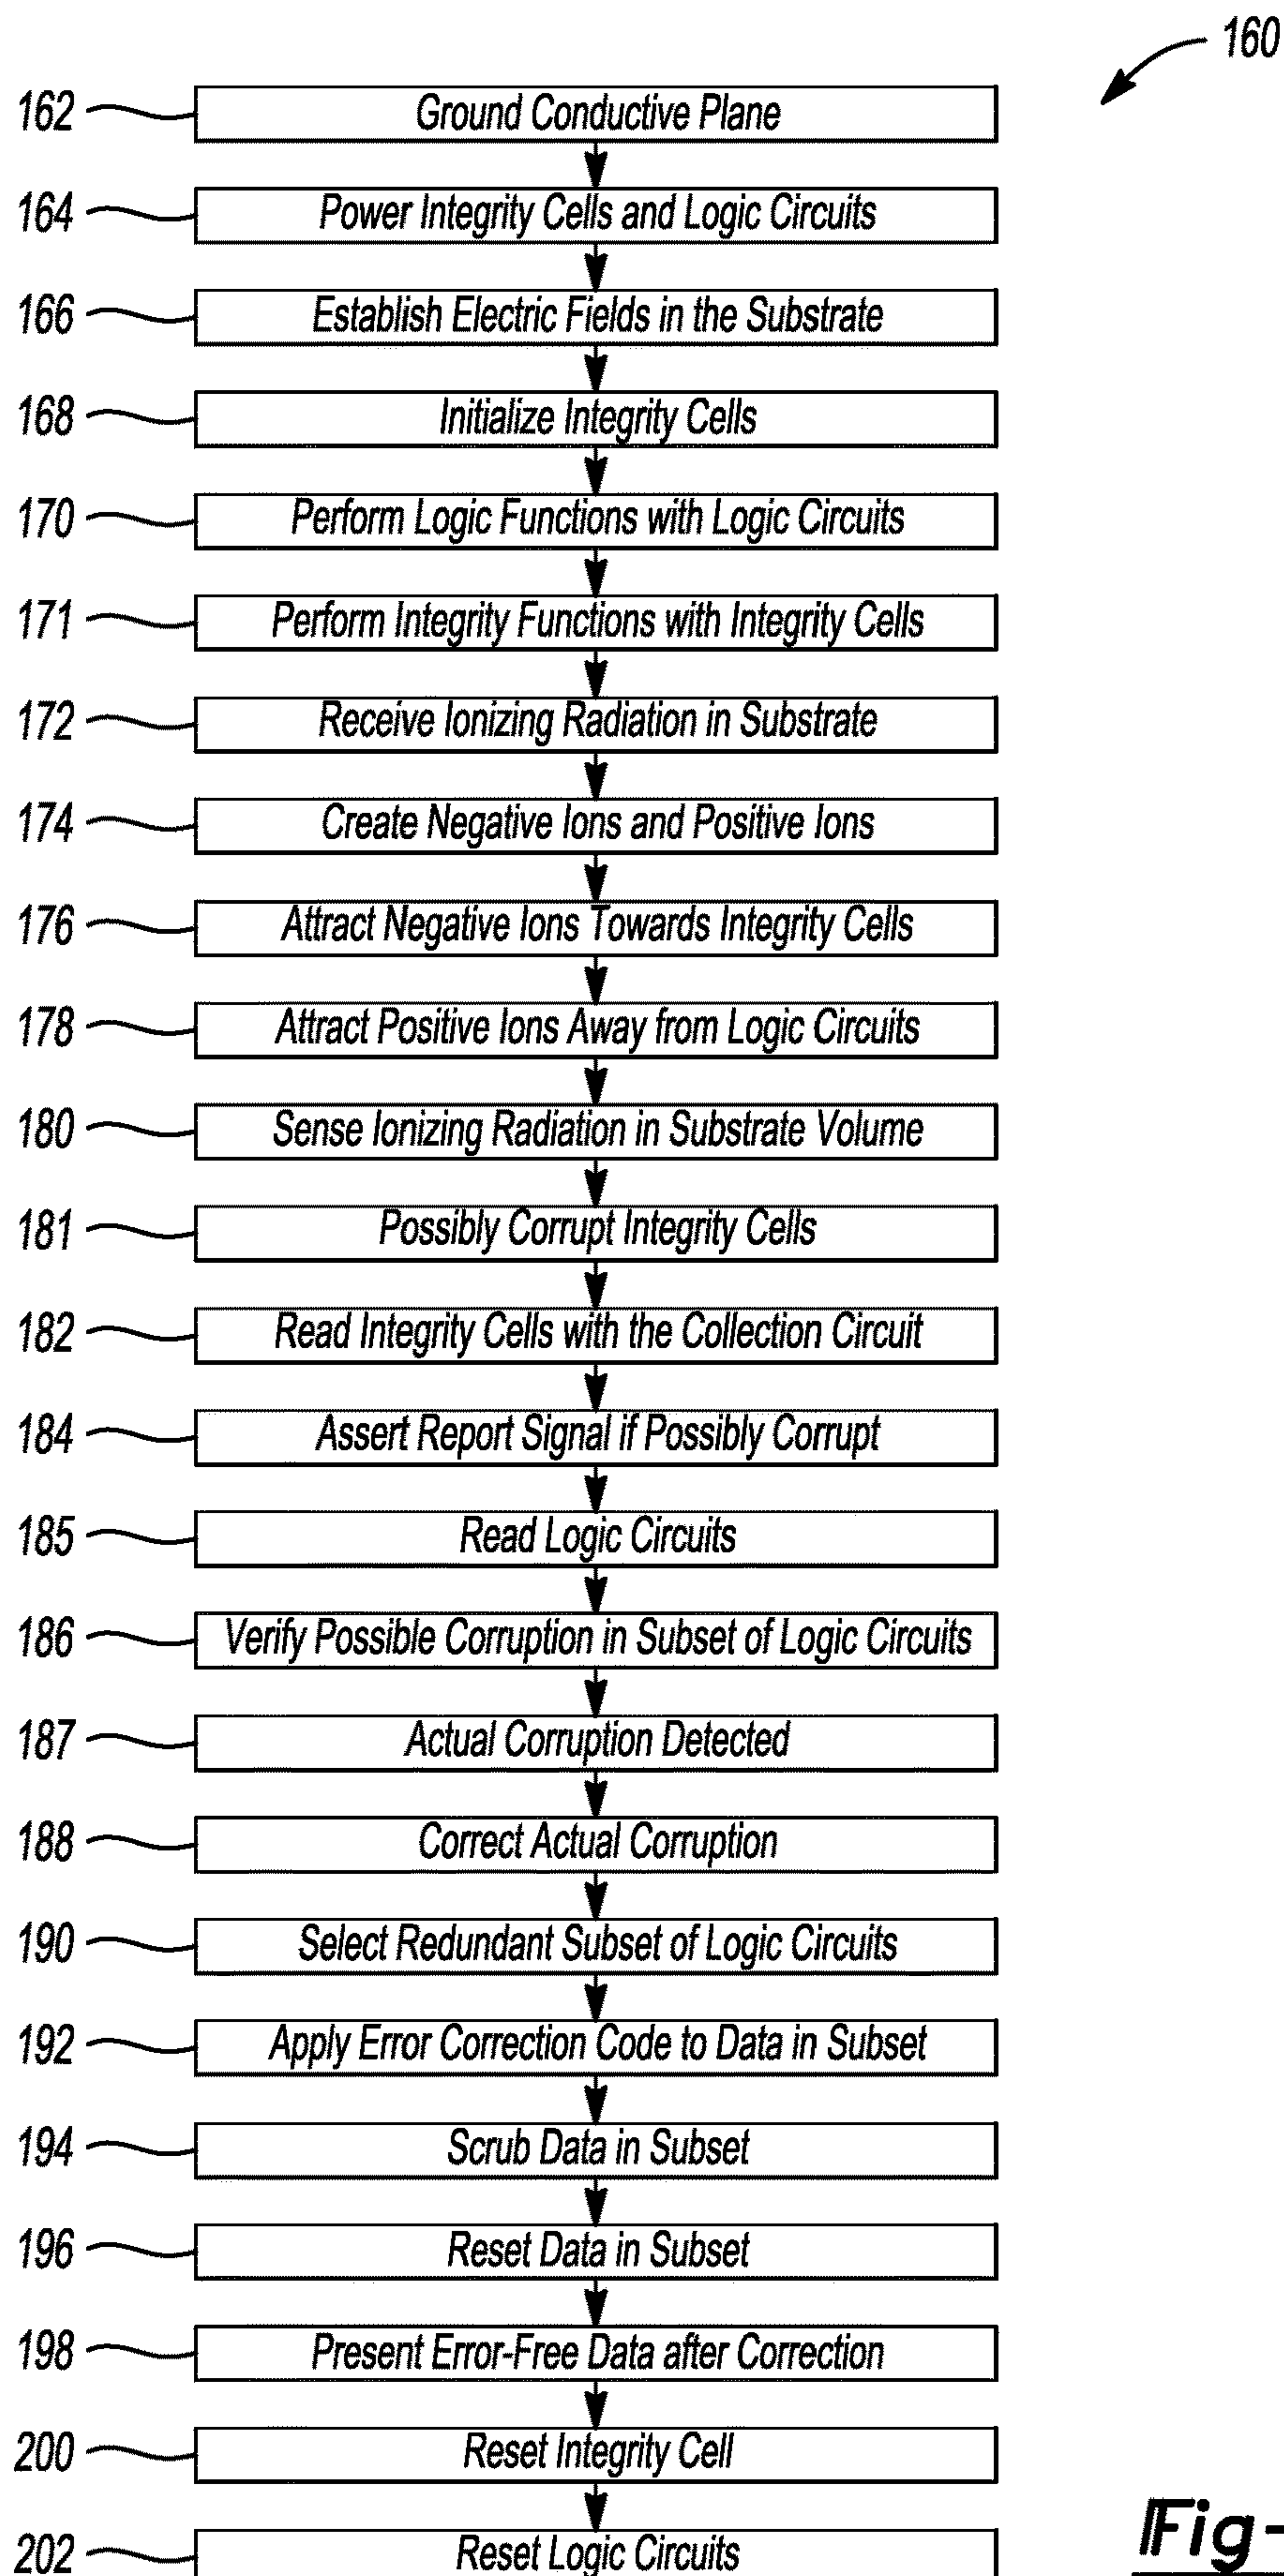 160
162 Ground Conductive Plane
164 Power Integrity Cells and Logic Circuits
166 Establish Electric Fields in the Substrate
168 Initialize Integrity Cells
170 Perform Logic Functions with Logic Circuits
171 Perform Integrity Functions with Integrity Cells
172 Receive Ionizing Radiation in Substrate
174 Create Negative Ions and Positive Ions
176 Attract Negative Ions Towards Integrity Cells
178 Attract Positive Ions Away from Logic Circuits
180 Sense Ionizing Radiation in Substrate Volume
181 Possibly Corrupt Integrity Cells
182 Read Integrity Cells with the Collection Circuit
184 Assert Report Signal if Possibly Corrupt
185 Read Logic Circuits
186 Verify Possible Corruption in Subset of Logic Circuits
187 Actual Corruption Detected
188 Correct Actual Corruption
190 Select Redundant Subset of Logic Circuits
192 Apply Error Correction Code to Data in Subset
194 Scrub Data in Subset
196 Reset Data in Subset
198 Present Error-Free Data after Correction
200 Reset Integrity Cell
202 Reset Logic Circuits
Fig-